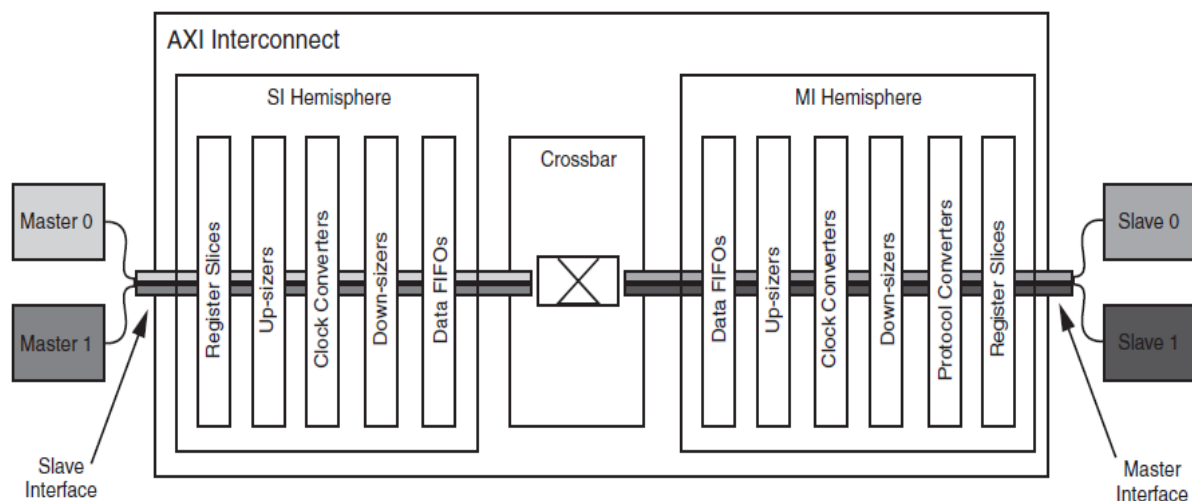 AXI Interconnect
SI Hemisphere
MI Hemisphere
Crossbar
Master 0
Master 1
Register Slices
Up-sizers
Clock Converters
Down-sizers
Data FIFOs
Data FIFOs
Up-sizers
Clock Converters
Down-sizers
Protocol Converters
Register Slices
Slave 0
Slave 1
Slave
Interface
Master
Interface